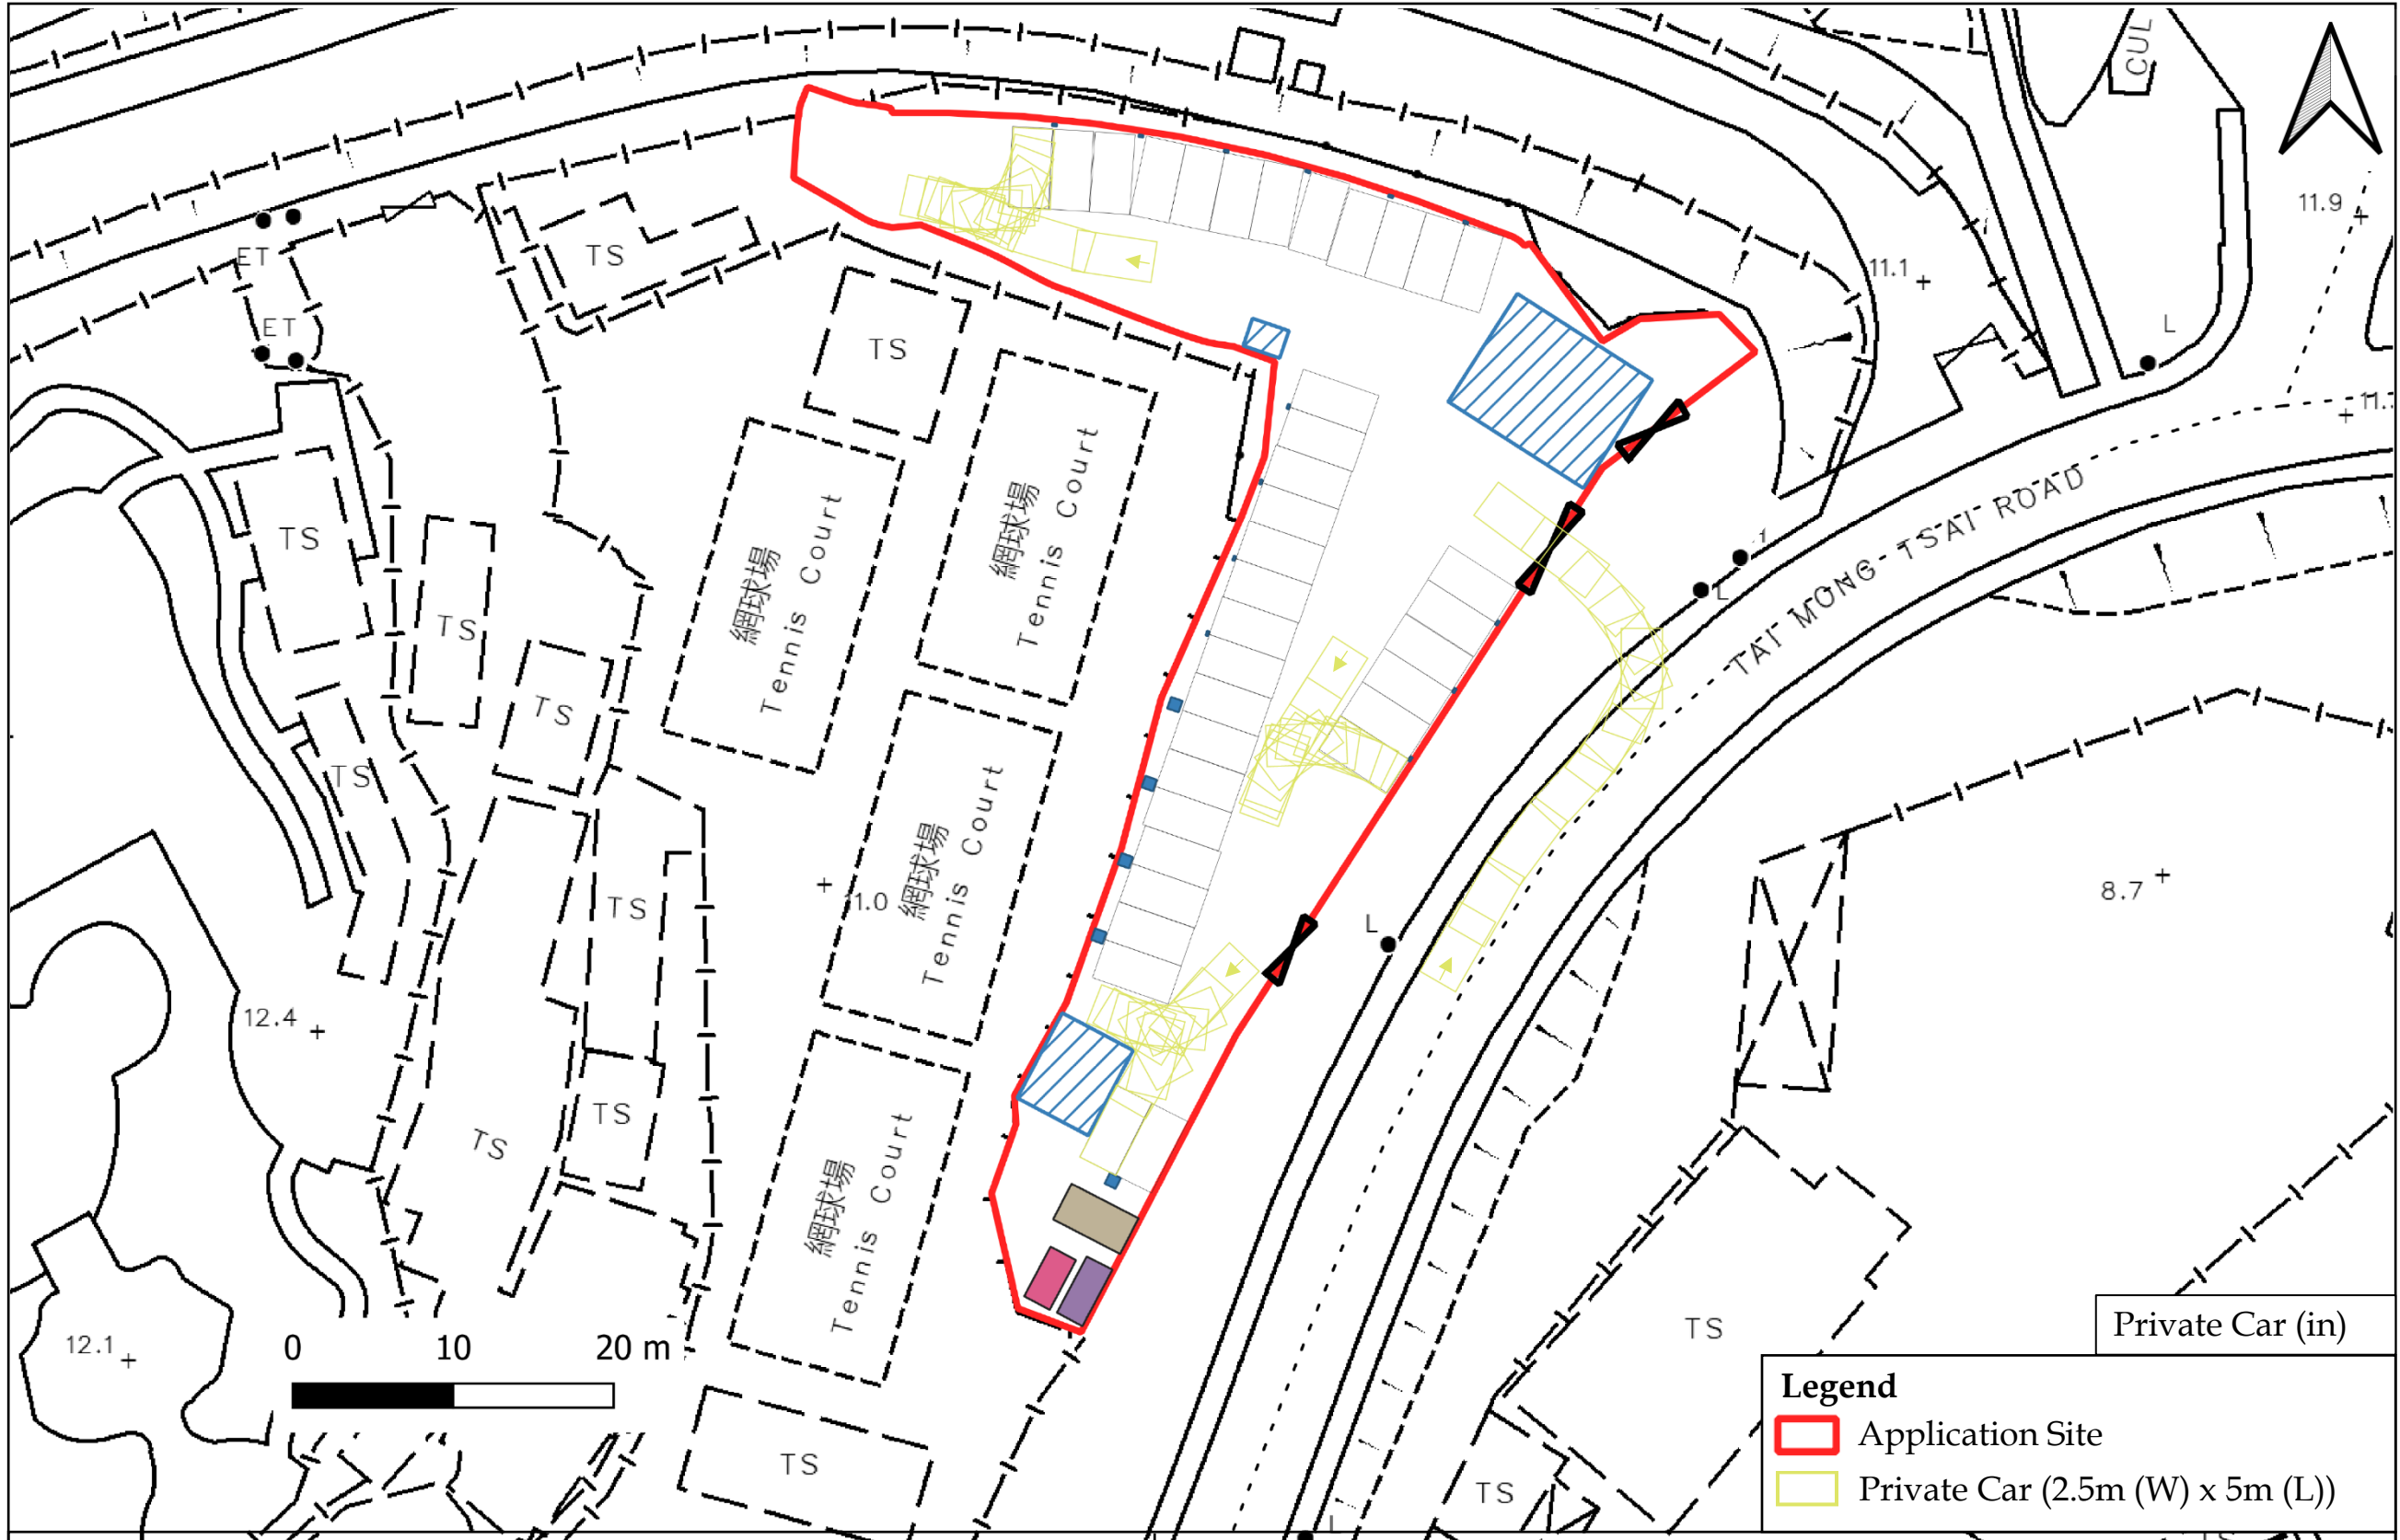 CUL
11.9
11.1
L
ET
TS
ET
TS
TS
TS
TS
TS
TS
TS
TS
TS
網球場
Tennis Court
網球場
Tennis Court
網球場
Tennis Court
網球場
Tennis Court
TAI MONG TSAI ROAD
L
L
11.0
8.7
12.4
12.1
0 10 20 m
TS
TS
TS
L
Private Car (in)
Legend
Application Site
Private Car (2.5m (W) x 5m (L))